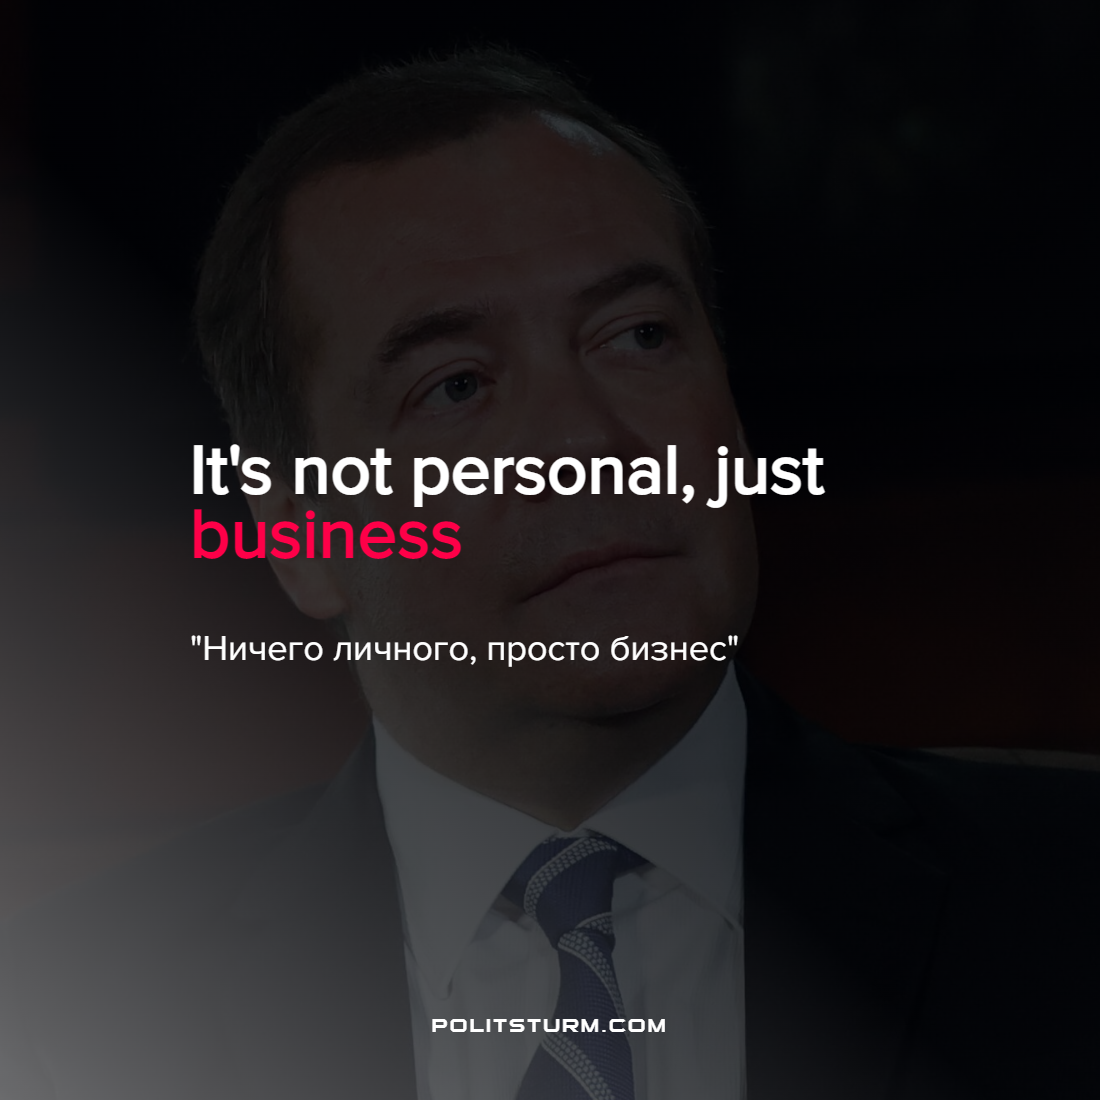 It's not personal, just
business
"Ничего личного, просто бизнес"
POLITSTURM.COM